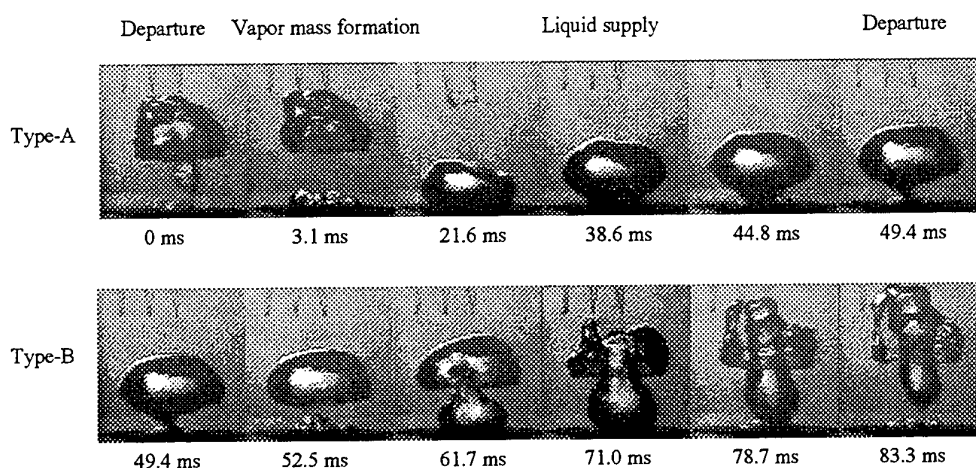 Departure Vapor mass formation Liquid supply Departure
Type-A
0 ms 3.1 ms 21.6 ms 38.6 ms 44.8 ms 49.4 ms
Type-B
49.4 ms 52.5 ms 61.7 ms 71.0 ms 78.7 ms 83.3 ms